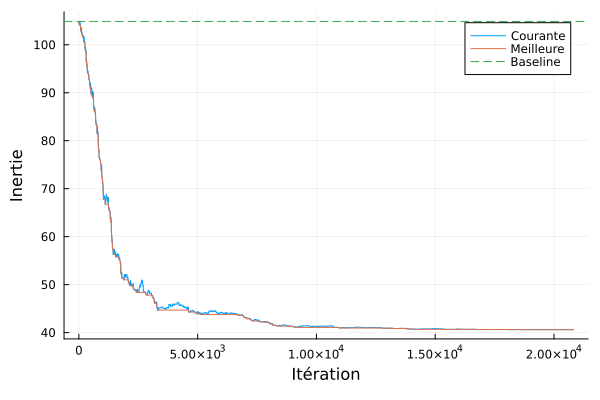 Courante
Meilleure
Baseline
100
90
80
70
60
50
40
0
5.00×10³
1.00×10⁴
1.50×10⁴
2.00×10⁴
Inertie
Itération